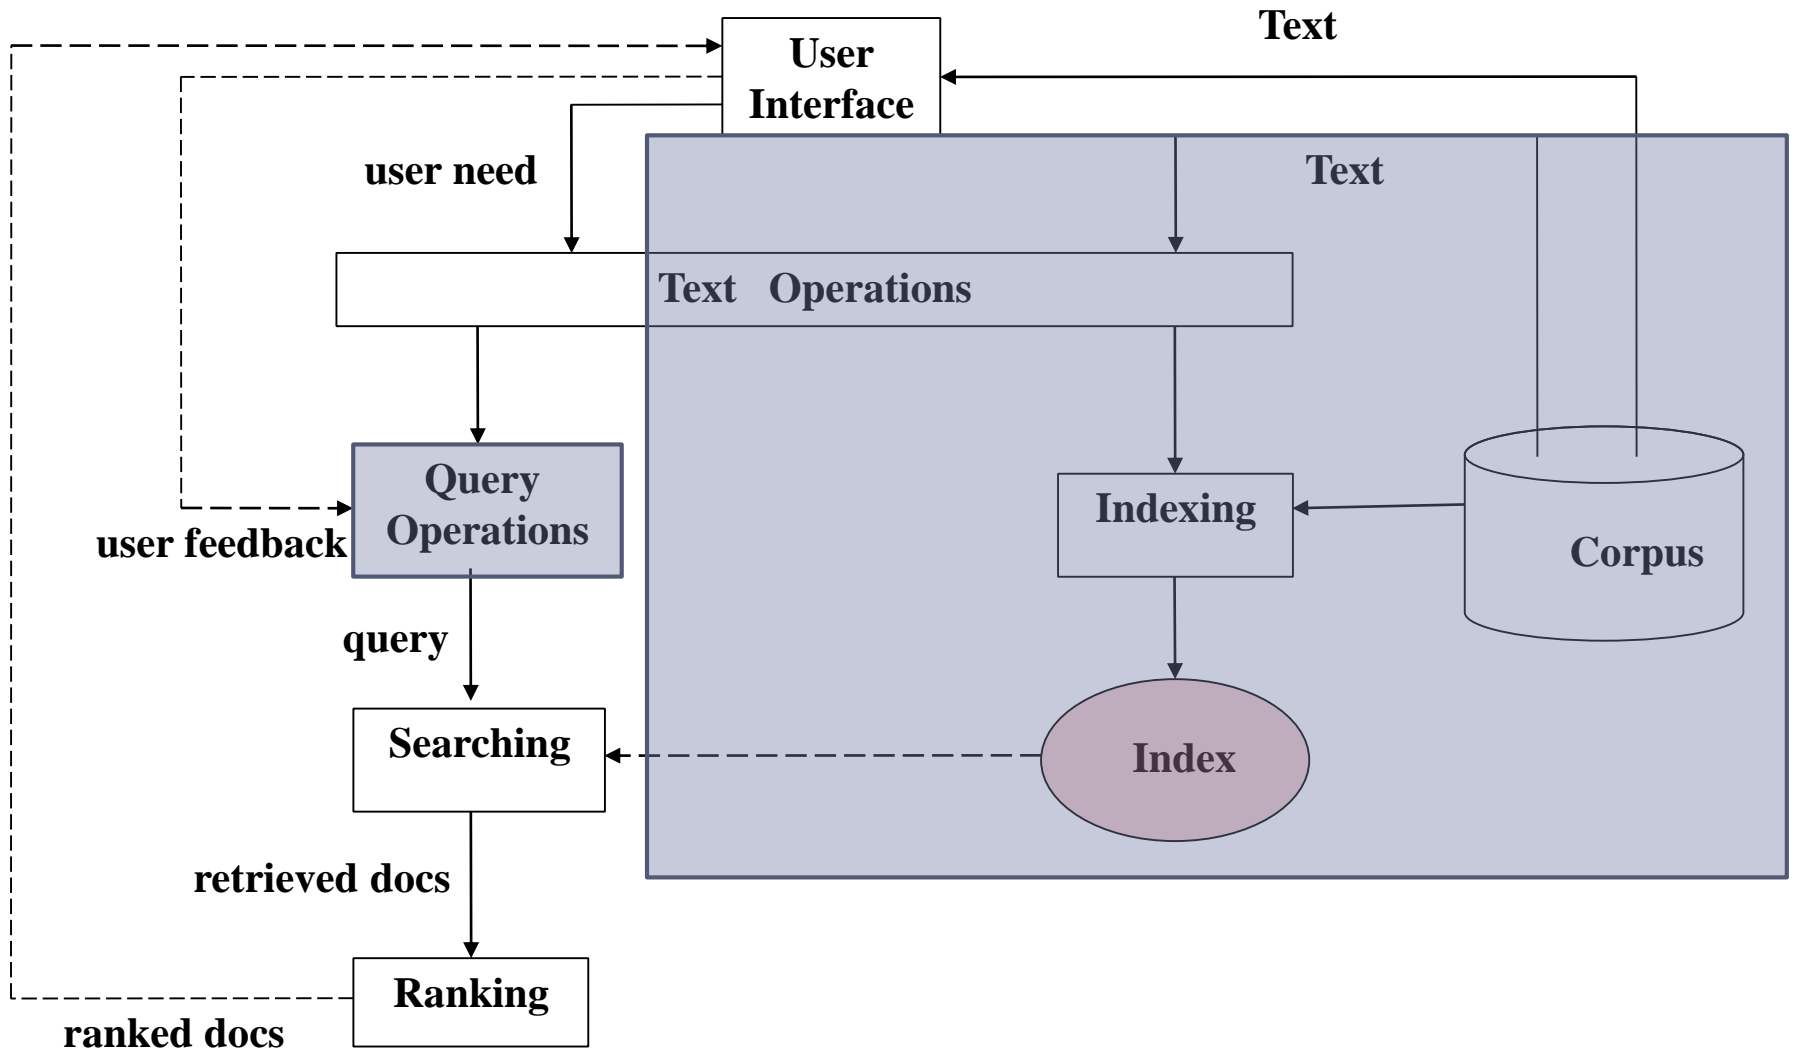 Text
User
Interface
user need
Text
Text Operations
Query
Operations
user feedback
Indexing
Corpus
query
Searching
Index
retrieved docs
Ranking
ranked docs